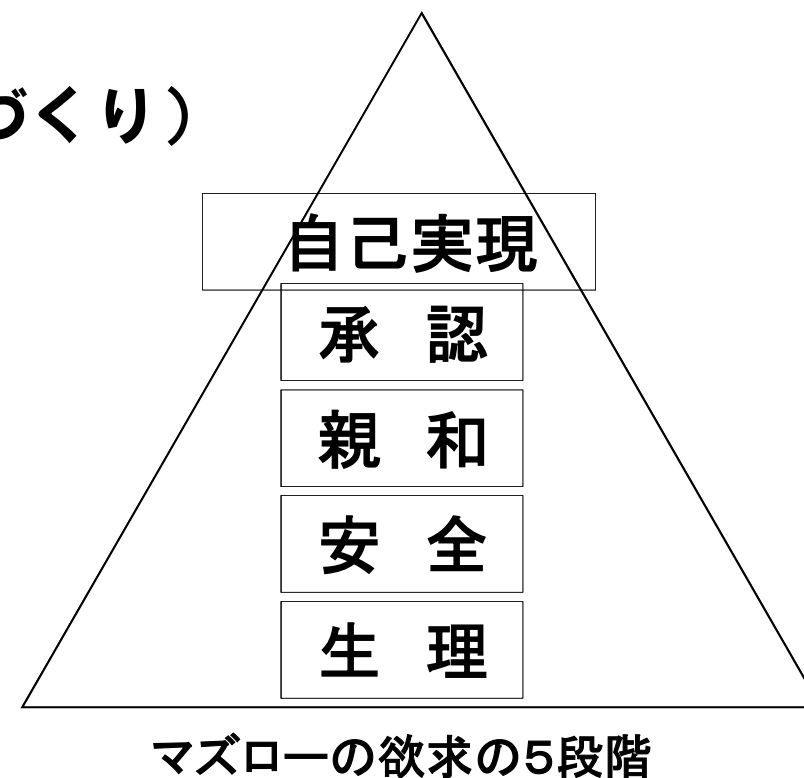 づくり）
自己実現
承　認
親　和
安　全
生　理
マズローの欲求の５段階